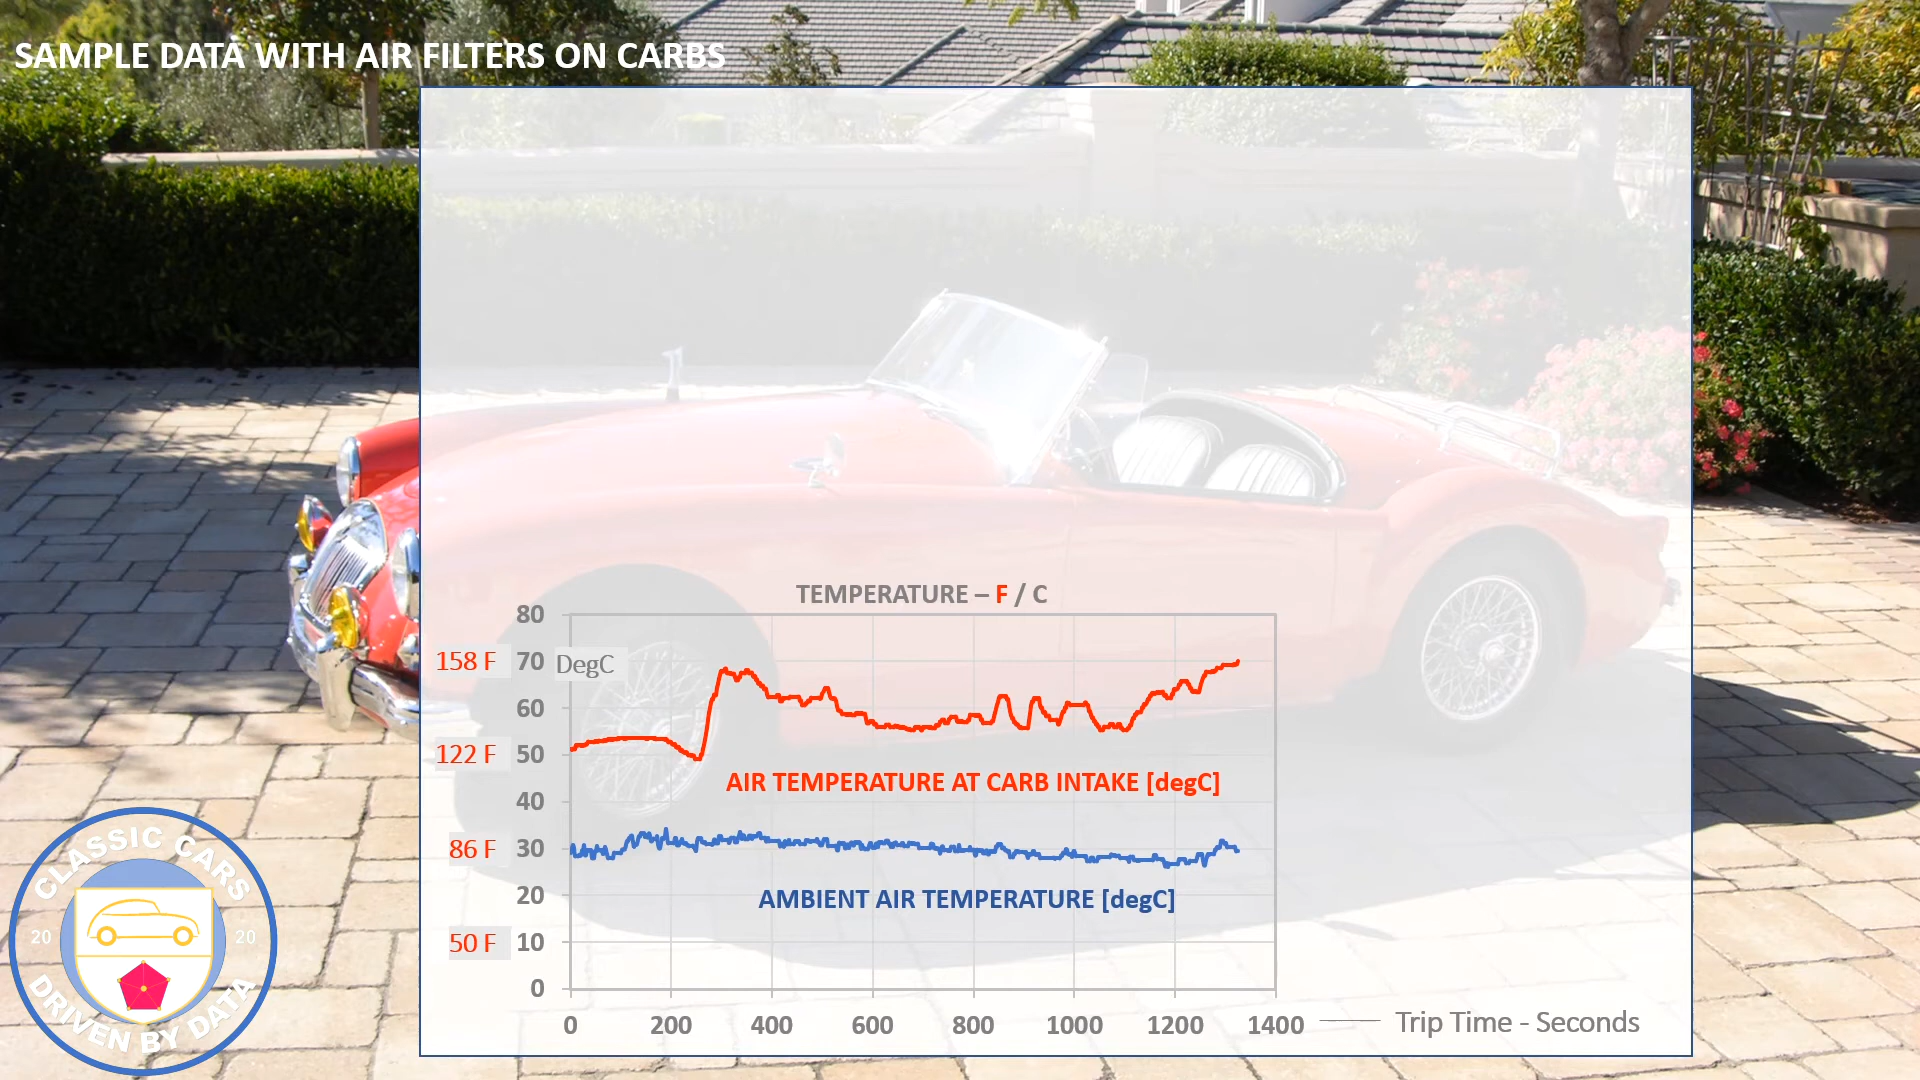 SAMPLE DATA WITH AIR FILTERS ON CARBS
TEMPERATURE – F / C
80
158 F 70 DegC
60
122 F 50
AIR TEMPERATURE AT CARB INTAKE [degC]
40
86 F 30
20
AMBIENT AIR TEMPERATURE [degC]
50 F 10
0
0 200 400 600 800 1000 1200 1400 Trip Time - Seconds
CLASSIC CARS
20 20
DRIVEN BY DATA